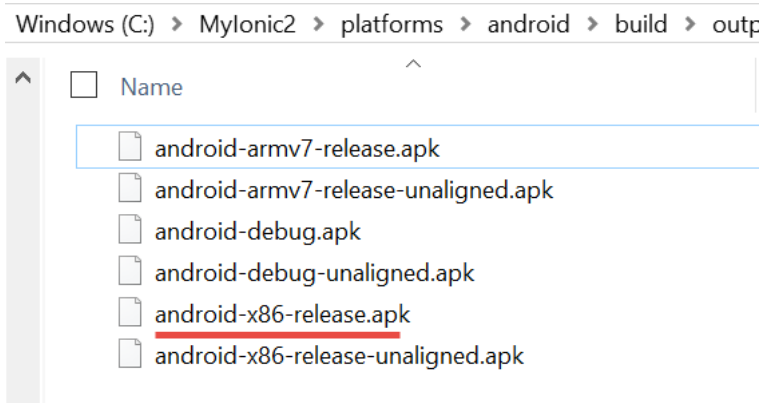 Windows (C:) > MyIonic2 > platforms > android > build > outp
Name
android-armv7-release.apk
android-armv7-release-unaligned.apk
android-debug.apk
android-debug-unaligned.apk
android-x86-release.apk
android-x86-release-unaligned.apk